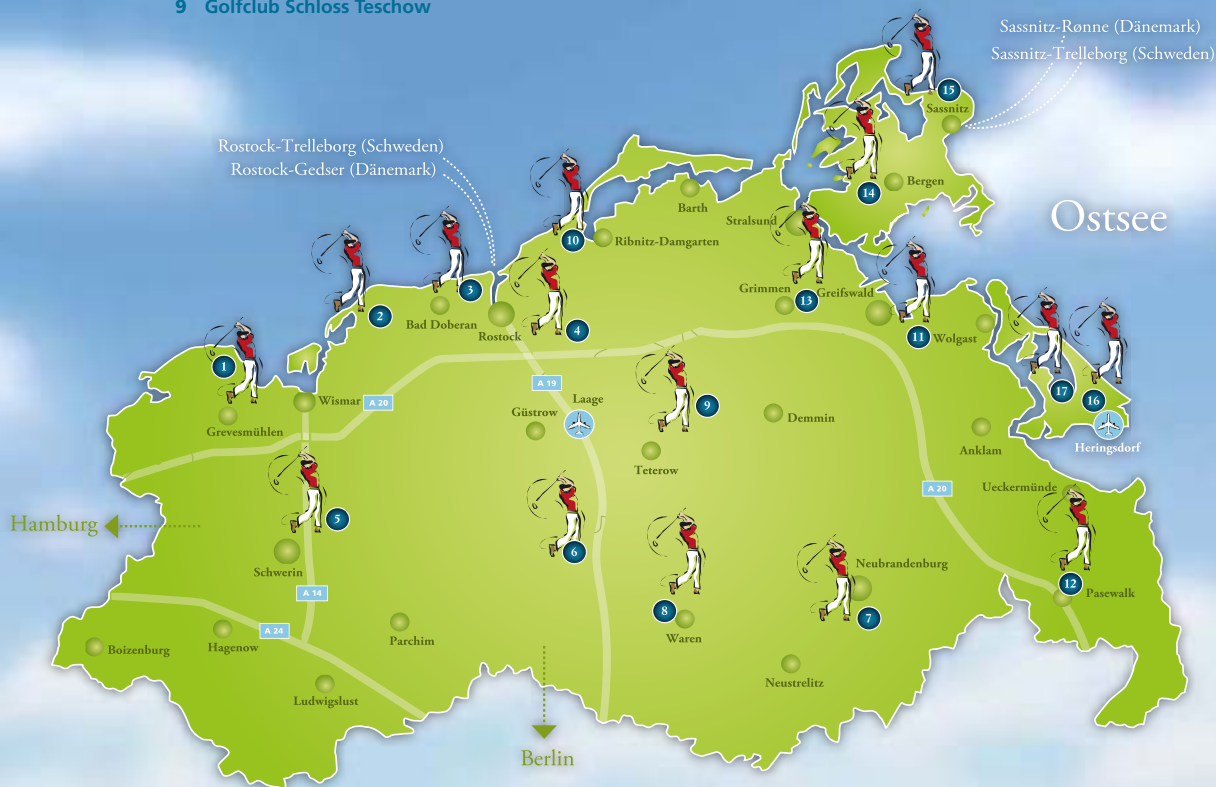 9 Golfclub Schloss Teschow
Sassnitz-Rønne (Dänemark)
Sassnitz-Trelleborg (Schweden)
15
Sassnitz
Rostock-Trelleborg (Schweden)
Rostock-Gedser (Dänemark)
14
Bergen
Barth
Stralsund
Ostsee
10
Ribnitz-Damgarten
3
2
Bad Doberan
Rostock
4
Grimmen
13
Greifswald
11
Wolgast
1
Wismar
A 20
A 19
Laage
Güstrow
9
Demmin
17
16
Heringsdorf
Grevesmühlen
Teterow
Anklam
A 20
Ueckermünde
Hamburg
5
6
Schwerin
A 14
Neubrandenburg
12
Pasewalk
8
7
Waren
A 24
Boizenburg
Hagenow
Parchim
Neustrelitz
Ludwigslust
Berlin